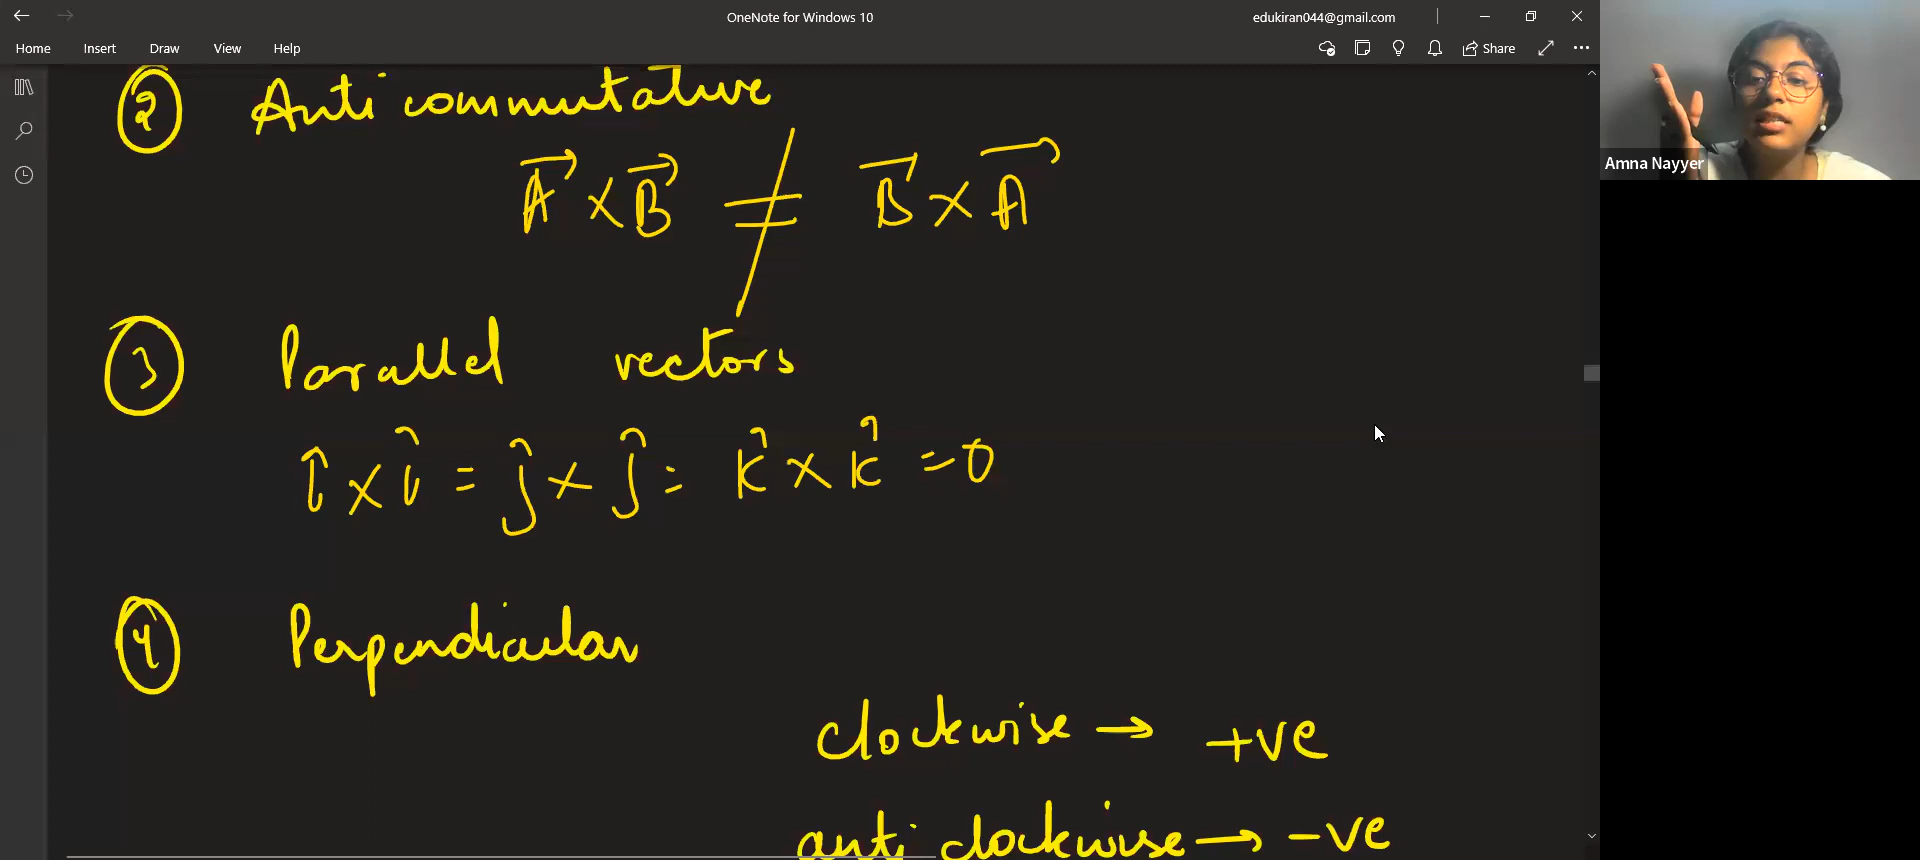 OneNote for Windows 10
edukiran044@gmail.com
Home Insert Draw View Help
Share
Amna Nayyer
② Anti commutative
A⃗ × B⃗ ≠ B⃗ × A⃗
③ Parallel vectors
î × î = ĵ × ĵ = k̂ × k̂ = 0
④ Perpendicular
clockwise → +ve
anti clockwise → -ve